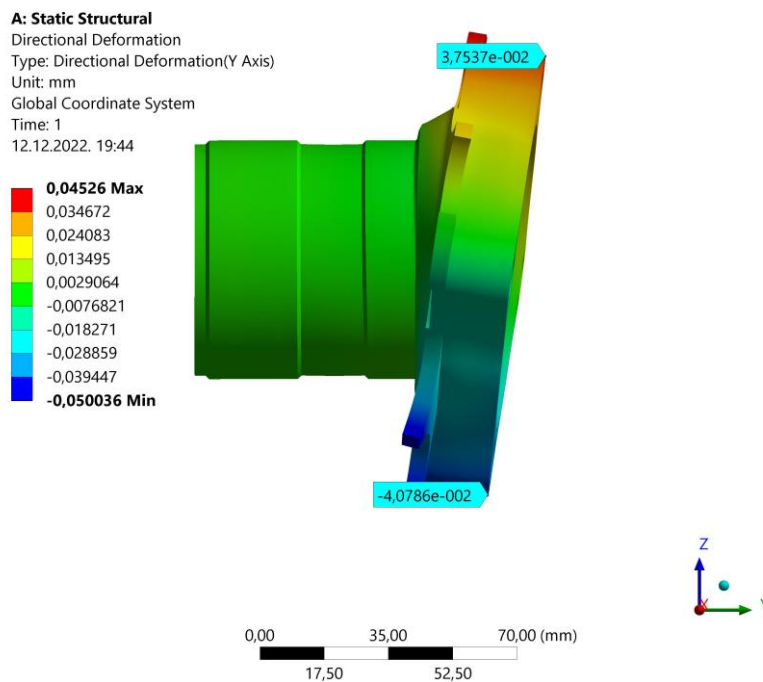 A: Static Structural
Directional Deformation
Type: Directional Deformation(Y Axis)
Unit: mm
Global Coordinate System
Time: 1
12.12.2022. 19:44
0,04526 Max
0,034672
0,024083
0,013495
0,0029064
-0,0076821
-0,018271
-0,028859
-0,039447
-0,050036 Min
3,7537e-002
-4,0786e-002
Z
X
Y
0,00 35,00 70,00 (mm)
17,50 52,50